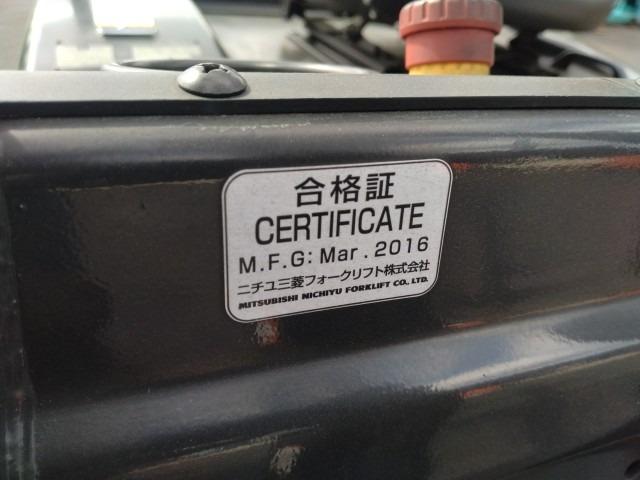 合格証
CERTIFICATE
M.F.G: Mar . 2016
ニチユ三菱フォークリフト株式会社
MITSUBISHI NICHIYU FORKLIFT CO., LTD.